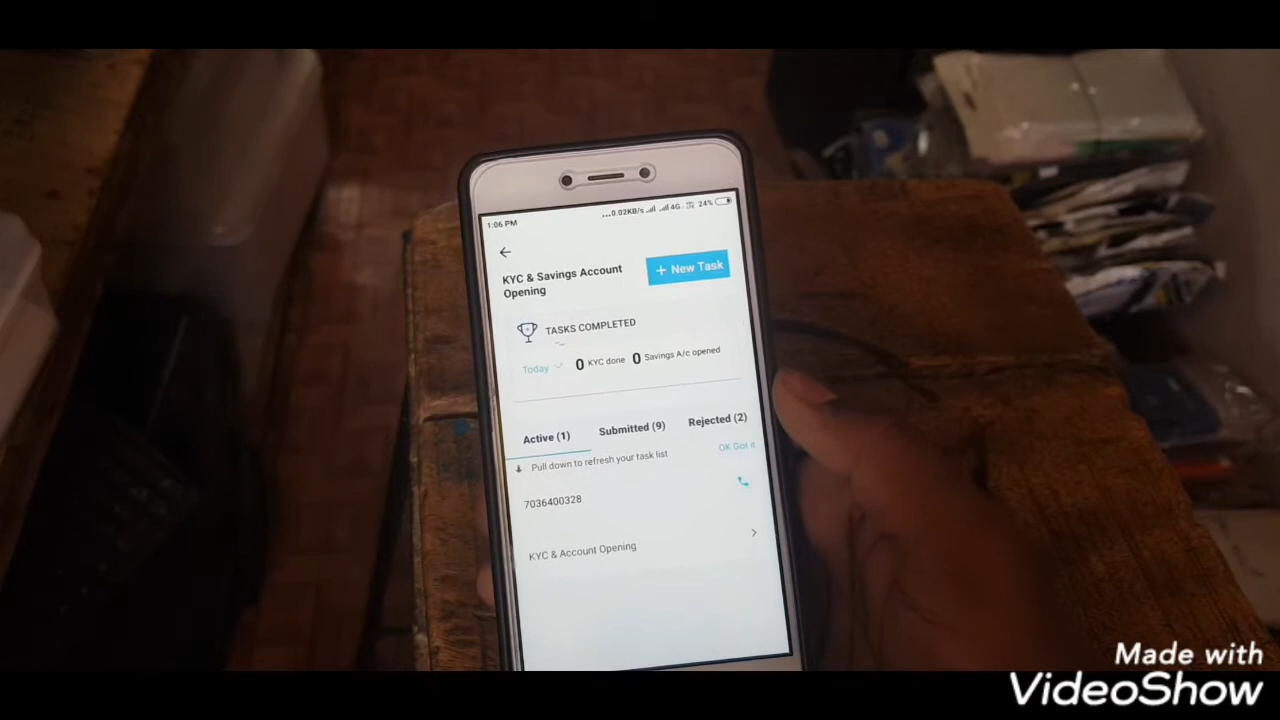 1:06 PM ...0.02KB/s 4G 24%
KYC & Savings Account
Opening
+ New Task
TASKS COMPLETED
Today 0 KYC done 0 Savings A/c opened
Active (1) Submitted (9) Rejected (2)
Pull down to refresh your task list OK Got it
7036400328
KYC & Account Opening
Made with
VideoShow